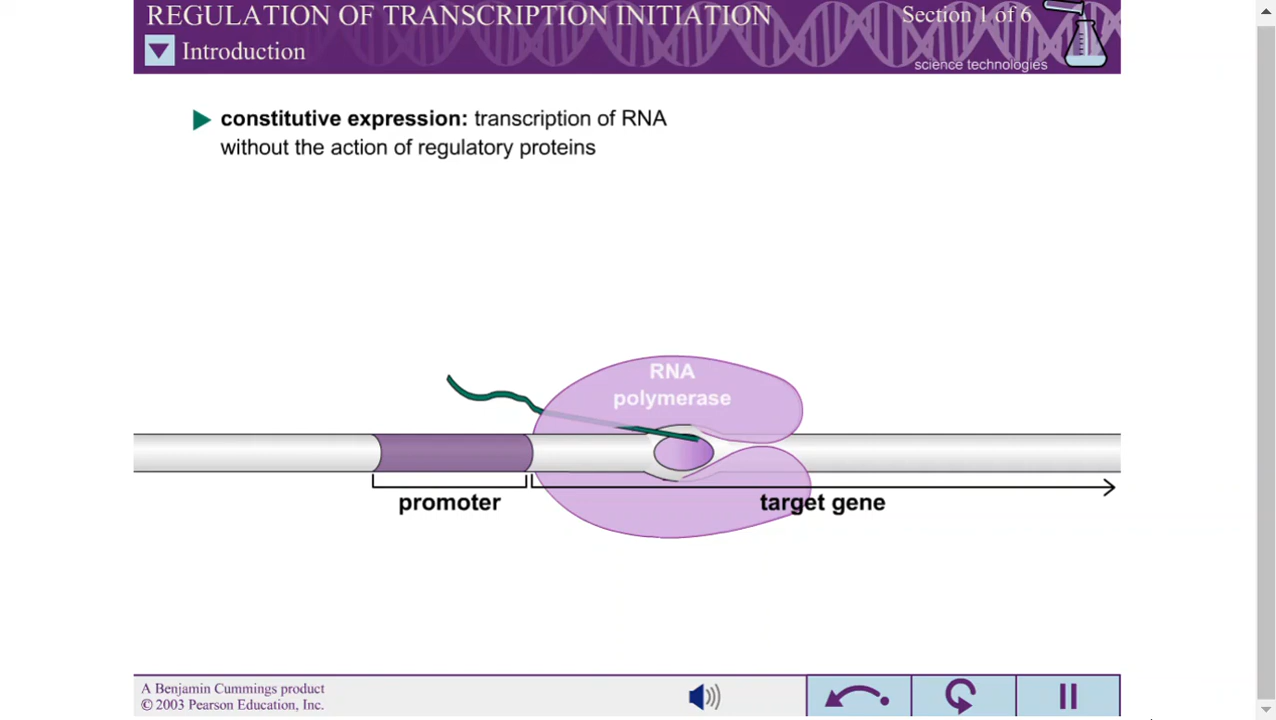 REGULATION OF TRANSCRIPTION INITIATION
Section 1 of 6
Introduction
science technologies
constitutive expression: transcription of RNA
without the action of regulatory proteins
RNA
polymerase
promoter
target gene
A Benjamin Cummings product
© 2003 Pearson Education, Inc.